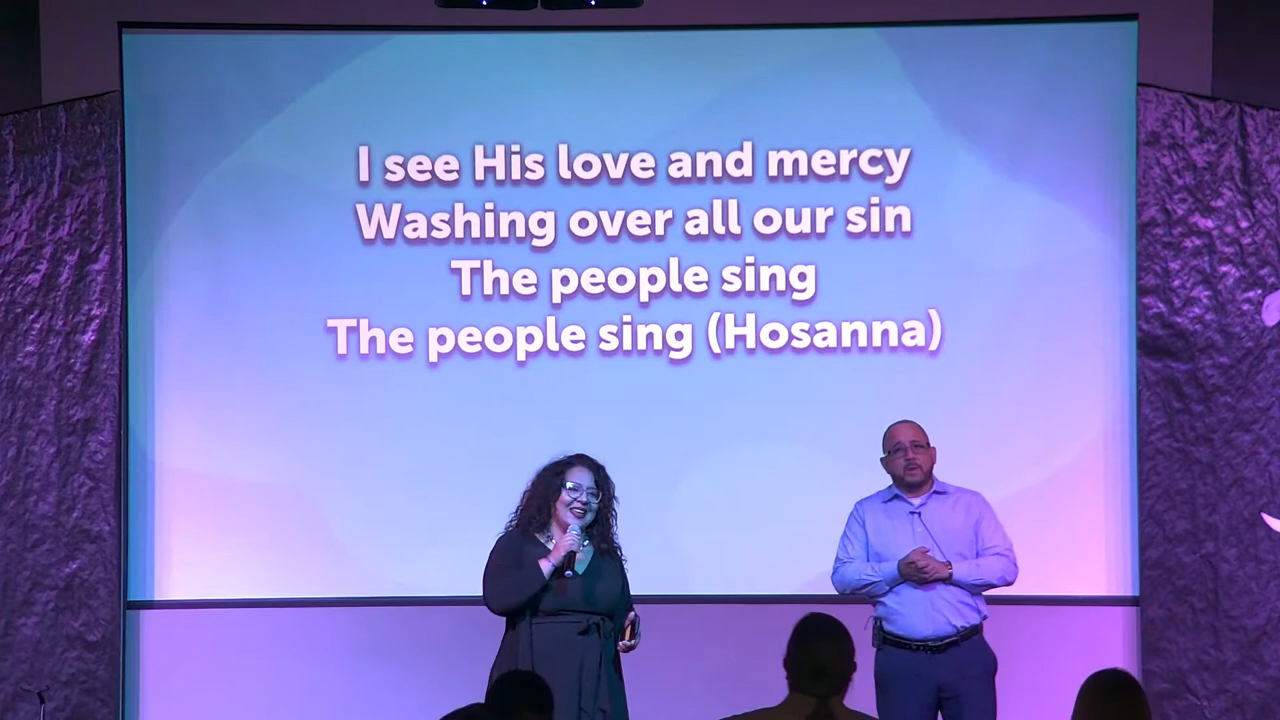 I see His love and mercy
Washing over all our sin
The people sing
The people sing (Hosanna)